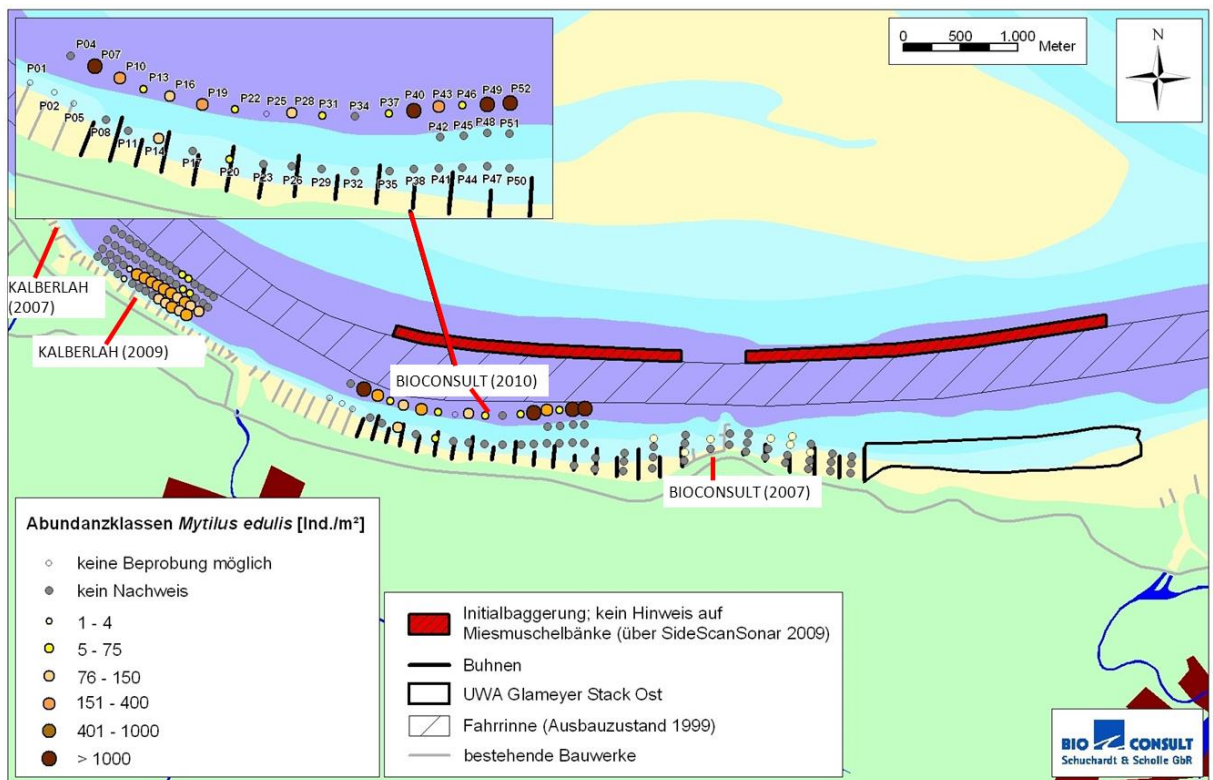 P04
P07
P10
P13
P16
P19
P22
P25
P28
P31
P34
P37
P40
P43
P46
P49
P52
P01
P02
P05
P08
P11
P14
P17
P20
P23
P26
P29
P32
P35
P38
P41
P44
P47
P50
P42
P45
P48
P51
0 500 1.000
Meter
N
KALBERLAH
(2007)
KALBERLAH (2009)
BIOCONSULT (2010)
BIOCONSULT (2007)
Abundanzklassen Mytilus edulis [Ind./m²]
keine Beprobung möglich
kein Nachweis
1 - 4
5 - 75
76 - 150
151 - 400
401 - 1000
> 1000
Initialbaggerung; kein Hinweis auf
Miesmuschelbänke (über SideScanSonar 2009)
Buhnen
UWA Glameyer Stack Ost
Fahrrinne (Ausbauzustand 1999)
bestehende Bauwerke
BIO CONSULT
Schuchardt & Scholle GbR